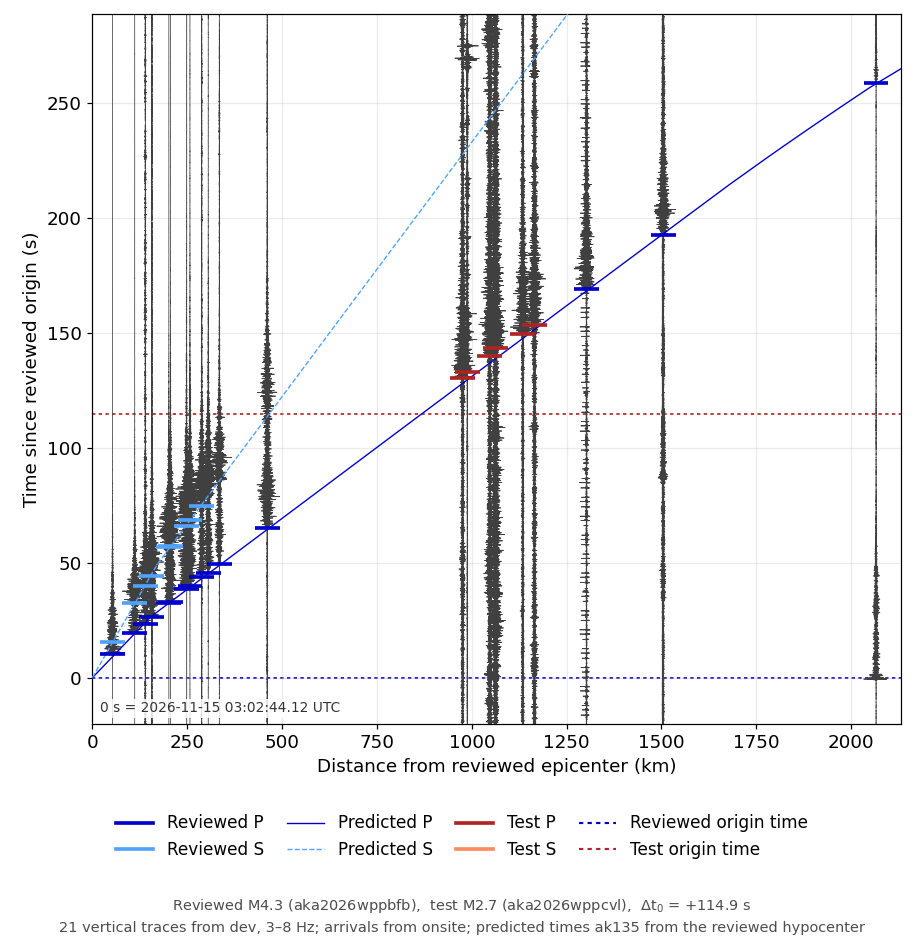 250
200
150
100
50
0
Time since reviewed origin (s)
0 s = 2026-11-15 03:02:44.12 UTC
0 250 500 750 1000 1250 1500 1750 2000
Distance from reviewed epicenter (km)
Reviewed P Predicted P Test P Reviewed origin time
Reviewed S Predicted S Test S Test origin time
Reviewed M4.3 (aka2026wppbfb), test M2.7 (aka2026wppcvl), Δt₀ = +114.9 s
21 vertical traces from dev, 3–8 Hz; arrivals from onsite; predicted times ak135 from the reviewed hypocenter